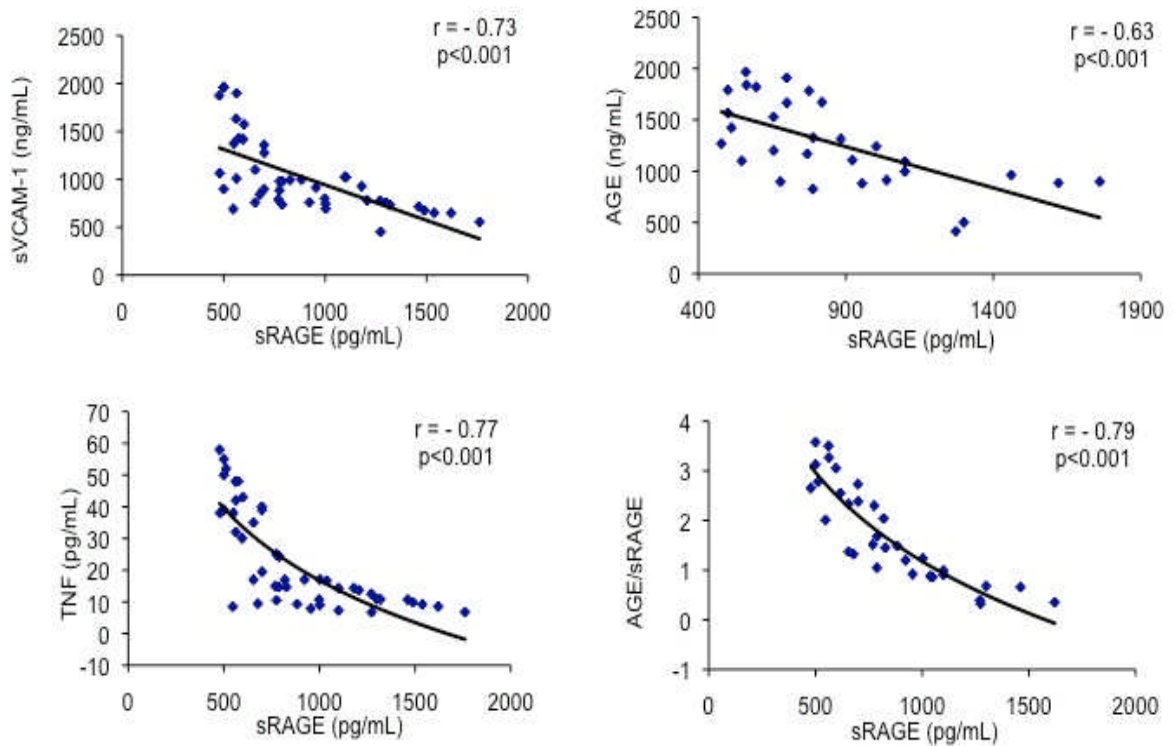 r = - 0.73
p<0.001
sVCAM-1 (ng/mL)
2500
2000
1500
1000
500
0
0 500 1000 1500 2000
sRAGE (pg/mL)
r = - 0.63
p<0.001
AGE (ng/mL)
2500
2000
1500
1000
500
0
400 900 1400 1900
sRAGE (pg/mL)
r = - 0.77
p<0.001
TNF (pg/mL)
70
60
50
40
30
20
10
0
-10
0 500 1000 1500 2000
sRAGE (pg/mL)
r = - 0.79
p<0.001
AGE/sRAGE
4
3
2
1
0
-1
0 500 1000 1500 2000
sRAGE (pg/mL)